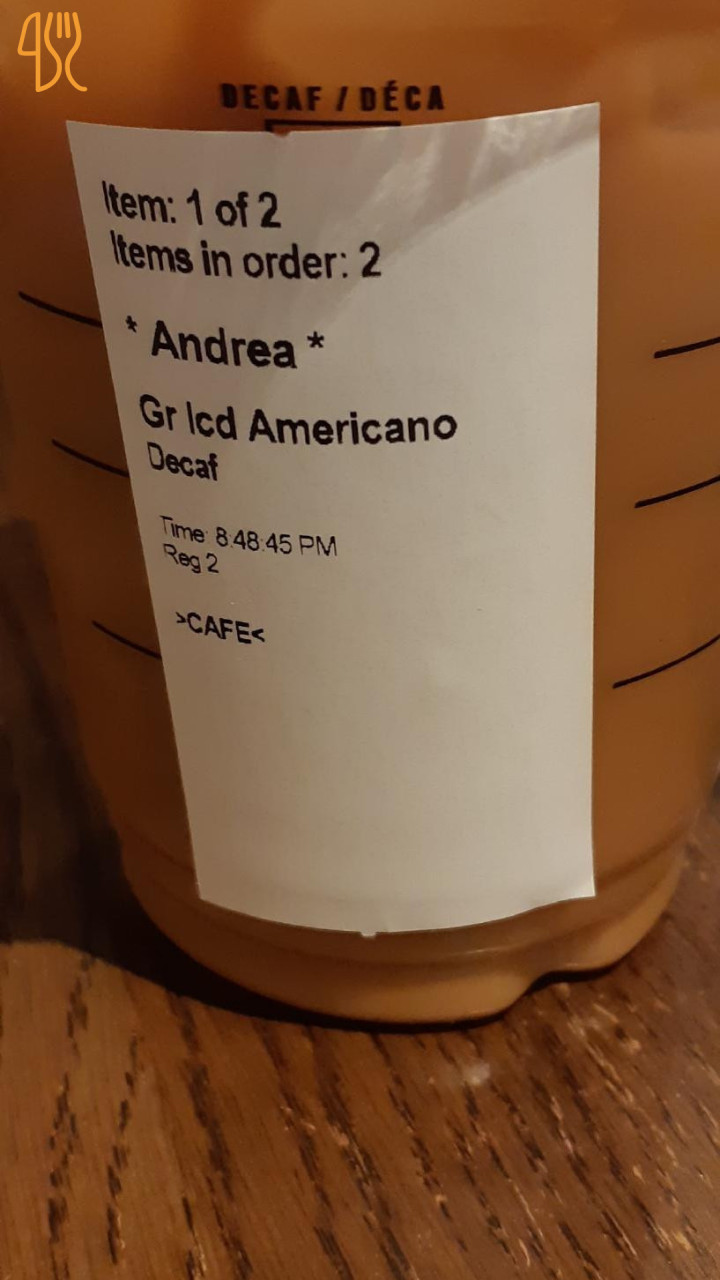 DECAF / DÉCA
Item: 1 of 2
Items in order: 2
* Andrea *
Gr Icd Americano
Decaf
Time: 8:48:45 PM
Reg 2
>CAFE<